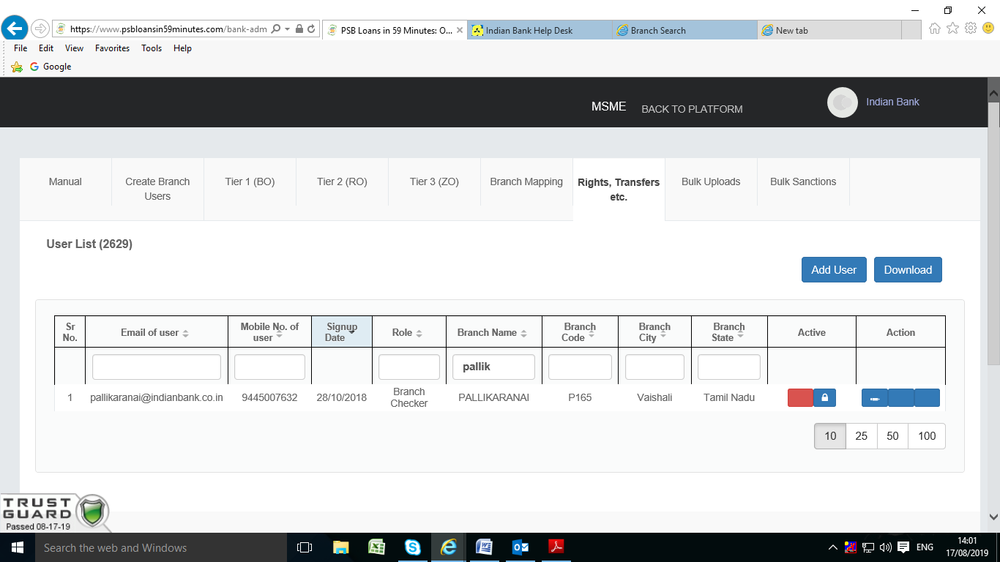 https://www.psbloansin59minutes.com/bank-adm
PSB Loans in 59 Minutes: O...
Indian Bank Help Desk
Branch Search
New tab
File Edit View Favorites Tools Help
Google
MSME BACK TO PLATFORM Indian Bank
Manual
Create Branch
Users
Tier 1 (BO)
Tier 2 (RO)
Tier 3 (ZO)
Branch Mapping
Rights, Transfers
etc.
Bulk Uploads
Bulk Sanctions
User List (2629)
Add User Download
Sr
No.
Email of user
Mobile No. of
user
Signup
Date
Role
Branch Name
Branch
Code
Branch
City
Branch
State
Active
Action
pallik
1 pallikaranai@indianbank.co.in 9445007632 28/10/2018
Branch
Checker
PALLIKARANAI P165 Vaishali Tamil Nadu
10 25 50 100
TRUST
GUARD
Passed 08-17-19
Search the web and Windows
ENG
14:01
17/08/2019